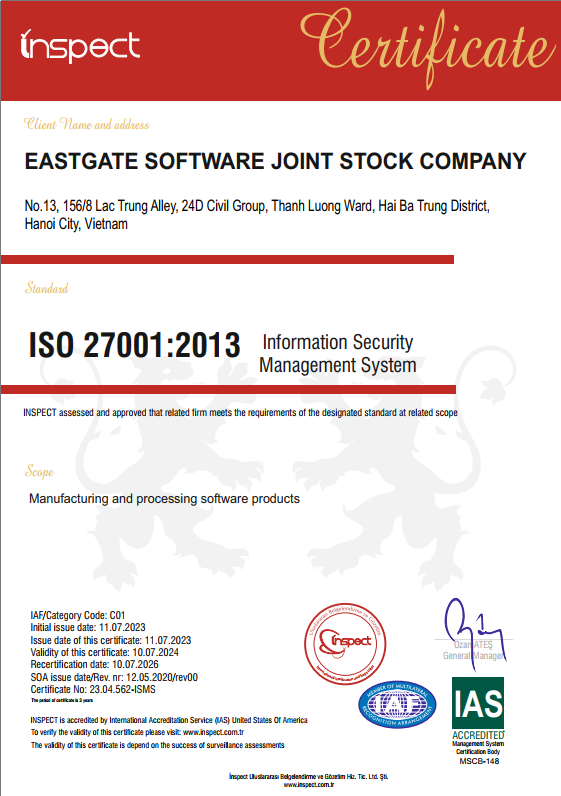 inspect
Certificate
Client Name and address
EASTGATE SOFTWARE JOINT STOCK COMPANY
No.13, 156/8 Lac Trung Alley, 24D Civil Group, Thanh Luong Ward, Hai Ba Trung District,
Hanoi City, Vietnam
Standard
ISO 27001:2013
Information Security
Management System
INSPECT assessed and approved that related firm meets the requirements of the designated standard at related scope
Scope
Manufacturing and processing software products
IAF/Category Code: C01
Initial issue date: 11.07.2023
Issue date of this certificate: 11.07.2023
Validity of this certificate: 10.07.2024
Recertification date: 10.07.2026
SOA issue date/Rev. nr: 12.05.2020/rev00
Certificate No: 23.04.562-ISMS
The period of certificate is 3 years
INSPECT is accredited by International Accreditation Service (IAS) United States Of America
To verify the validity of this certificate please visit: www.inspect.com.tr
The validity of this certificate is depend on the success of surveillance assessments
inspect
Ozan ATEŞ
General Manager
MEMBER OF MULTILATERAL
IAF
RECOGNITION ARRANGEMENT
IAS
ACCREDITED
Management System
Certification Body
MSCB-148
İnspect Uluslararası Belgelendirme ve Gözetim Hiz. Tic. Ltd. Şti.
www.inspect.com.tr